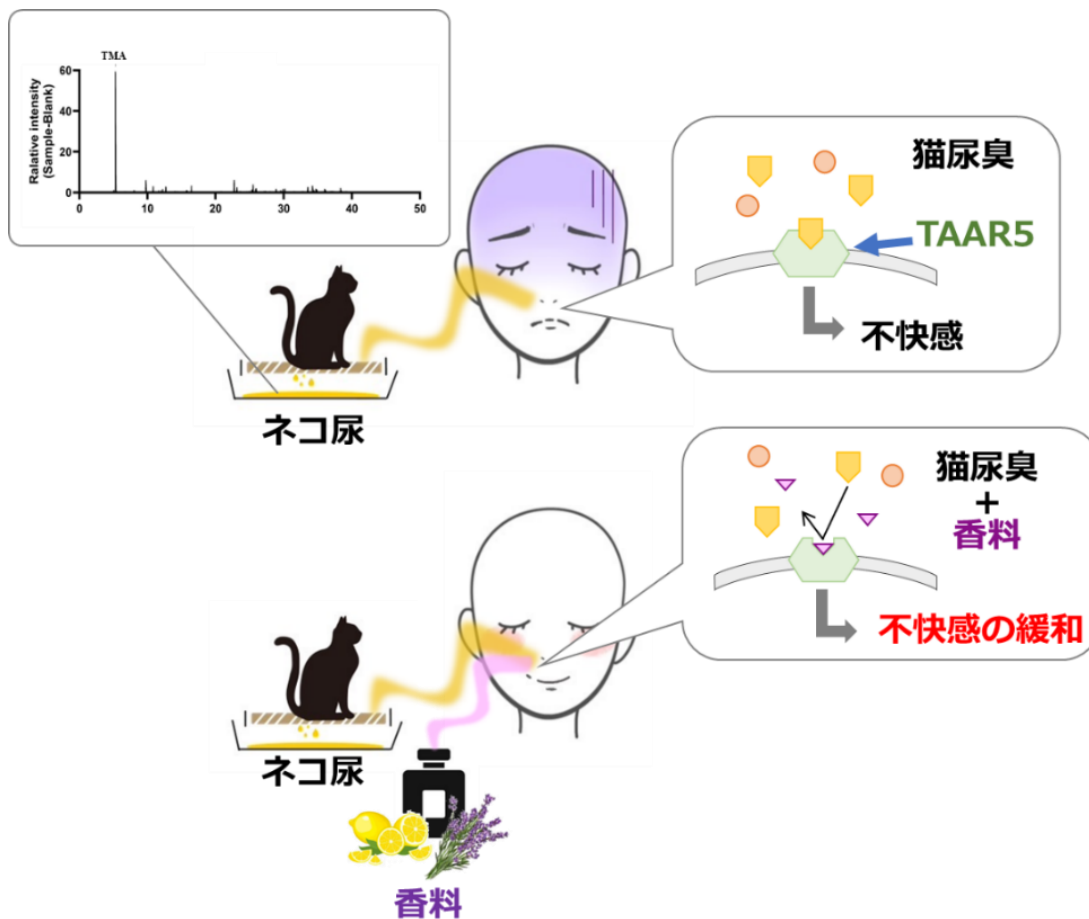 TMA
Ralative intensity
(Sample-Blank)
60
40
20
0
0 10 20 30 40 50
猫尿臭
TAAR5
不快感
ネコ尿
猫尿臭
+
香料
不快感の緩和
ネコ尿
香料